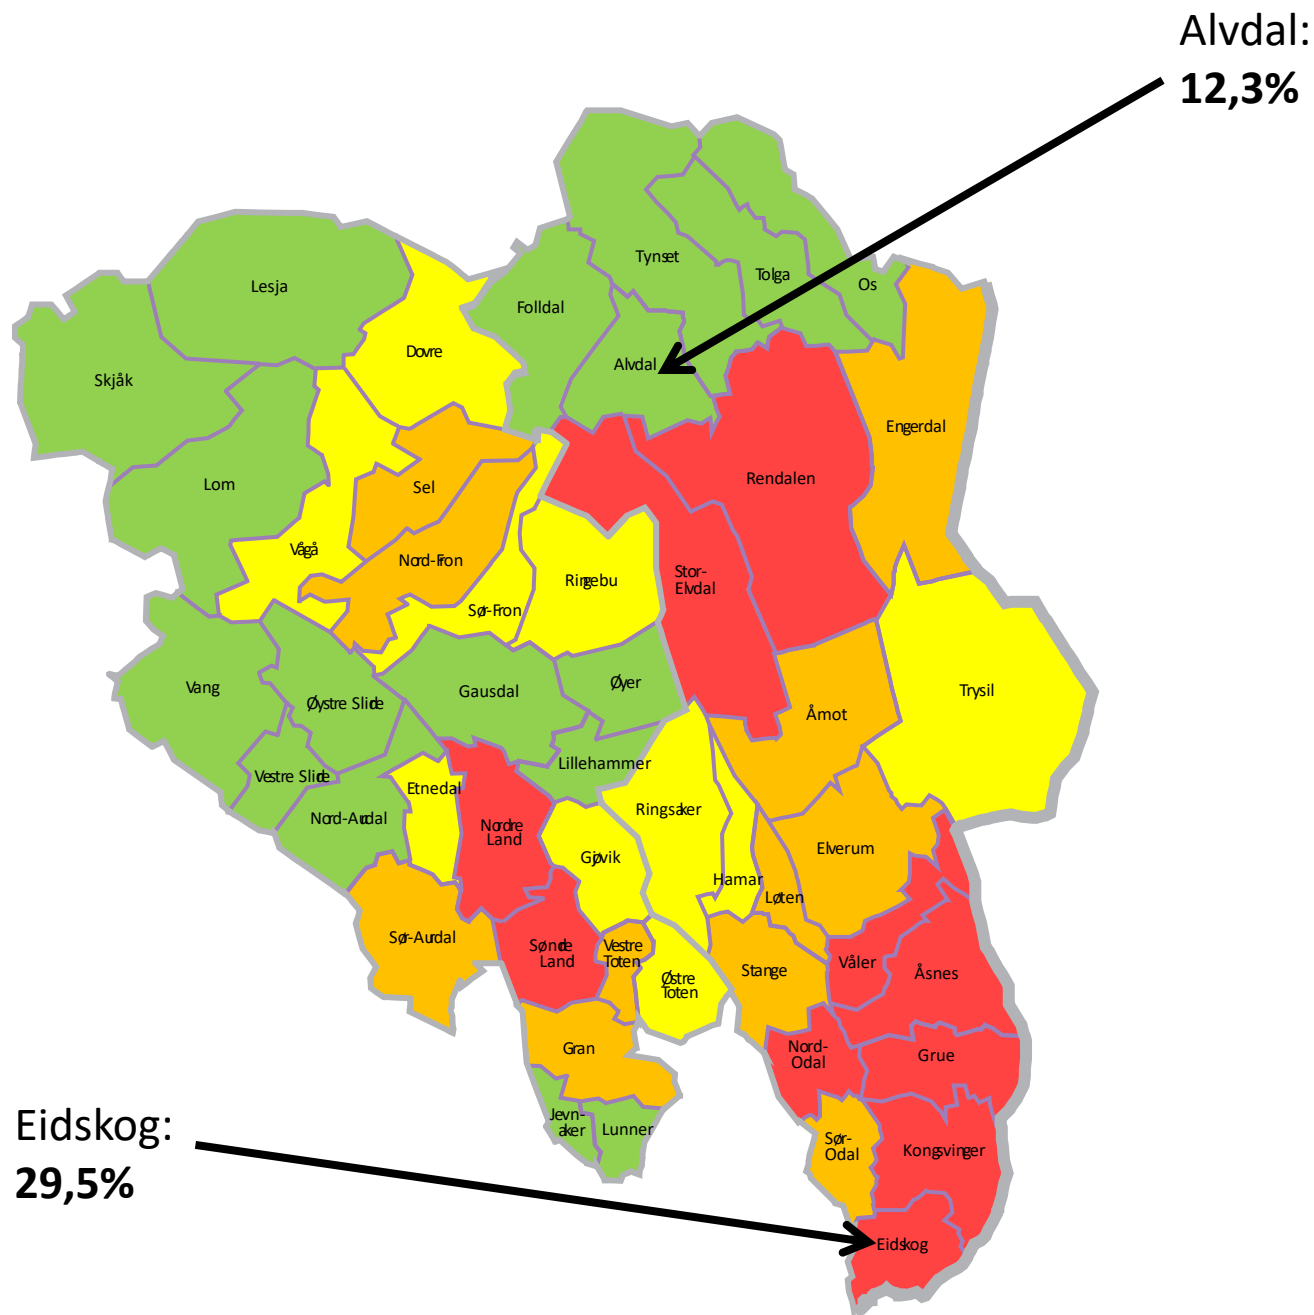 Alvdal:
12,3%
Tynset
Tolga
Os
Lesja
Folldal
Dovre
Alvdal
Skjåk
Engerdal
Rendalen
Lom
Sel
Vågå
Nord-Fron
Ringebu
Stor-
Elvdal
Sør-Fron
Vang
Øystre Slidre
Gausdal
Øyer
Trysil
Åmot
Vestre Slidre
Lillehammer
Etnedal
Ringsaker
Nord-Aurdal
Nordre
Land
Elverum
Gjøvik
Hamar
Løten
Sør-Aurdal
Søndre
Land
Vestre
Toten
Østre
Toten
Stange
Våler
Åsnes
Gran
Nord-
Odal
Grue
Jevn-
aker
Lunner
Sør-
Odal
Kongsvinger
Eidskog:
29,5%
Eidskog